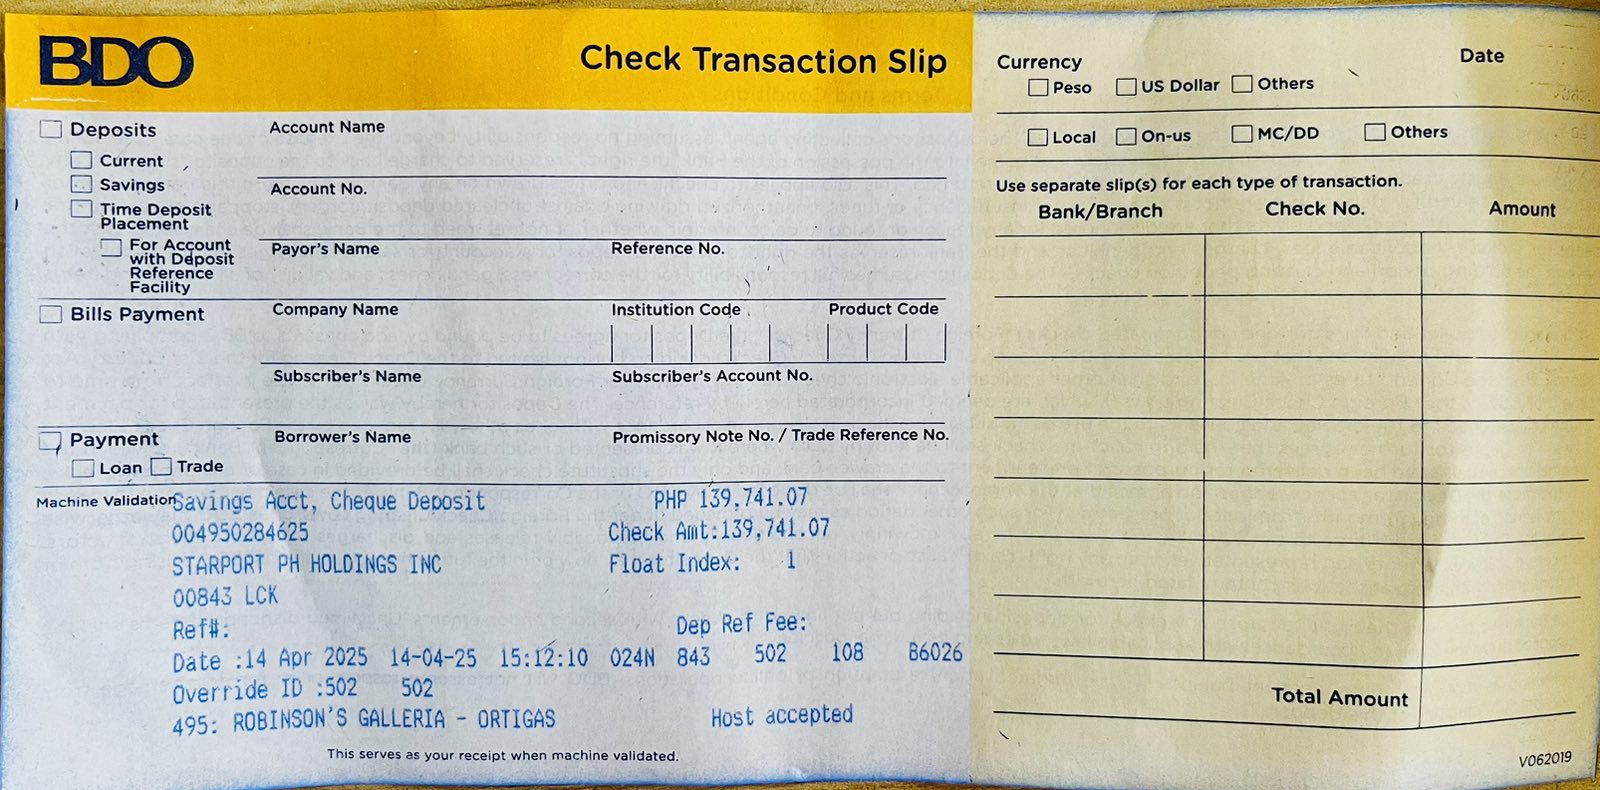 BDO
Check Transaction Slip
Deposits
Current
Savings
Time Deposit
Placement
For Account
with Deposit
Reference
Facility
Account Name
Account No.
Payor's Name
Reference No.
Bills Payment
Company Name
Institution Code
Product Code
Subscriber's Name
Subscriber's Account No.
Payment
Loan
Trade
Borrower's Name
Promissory Note No. / Trade Reference No.
Machine Validation
Savings Acct, Cheque Deposit PHP 139,741.07
004950284625 Check Amt:139,741.07
STARPORT PH HOLDINGS INC Float Index: 1
00843 LCK
Ref#: Dep Ref Fee:
Date :14 Apr 2025 14-04-25 15:12:10 024N 843 502 108 B6026
Override ID :502 502
495: ROBINSON'S GALLERIA - ORTIGAS Host accepted
This serves as your receipt when machine validated.
Currency
Date
Peso US Dollar Others
Local On-us MC/DD Others
Use separate slip(s) for each type of transaction.
Bank/Branch Check No. Amount
Total Amount
V062019